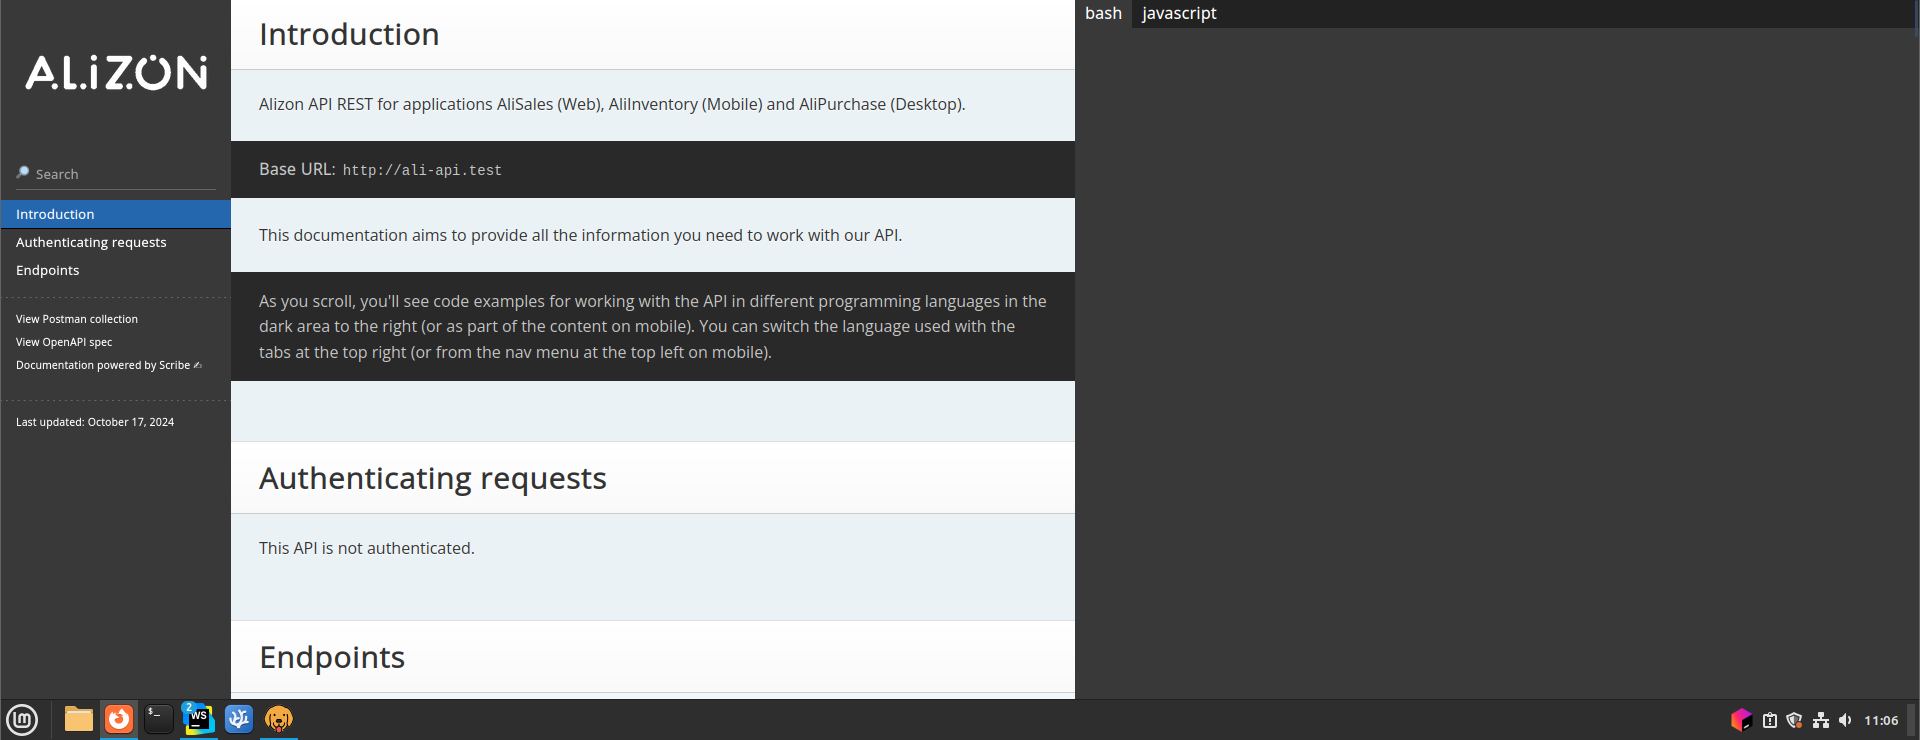 ALiZON
Search
Introduction
Authenticating requests
Endpoints
View Postman collection
View OpenAPI spec
Documentation powered by Scribe ✍
Last updated: October 17, 2024
Introduction
Alizon API REST for applications AliSales (Web), AliInventory (Mobile) and AliPurchase (Desktop).
Base URL: http://ali-api.test
This documentation aims to provide all the information you need to work with our API.
As you scroll, you'll see code examples for working with the API in different programming languages in the
dark area to the right (or as part of the content on mobile). You can switch the language used with the
tabs at the top right (or from the nav menu at the top left on mobile).
Authenticating requests
This API is not authenticated.
Endpoints
bash javascript
$_
2
WS
11:06